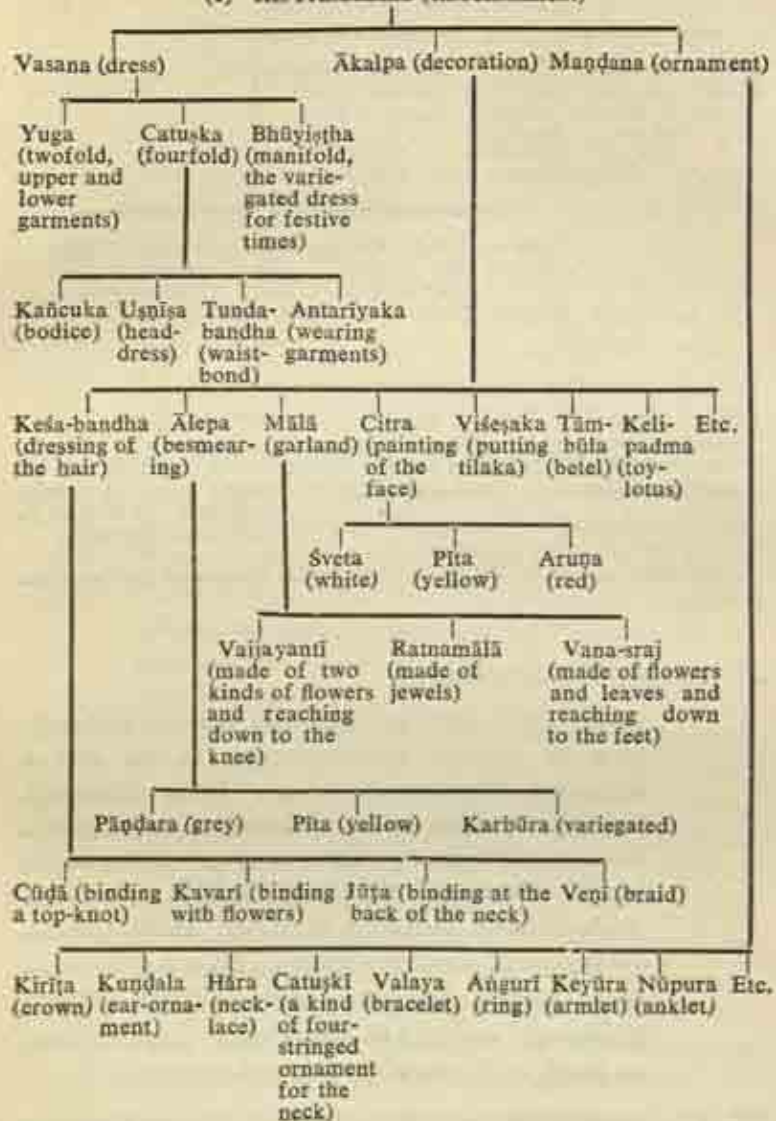 Vasana (dress) Ākalpa (decoration) Maṇḍana (ornament)
Yuga Catuṣka Bhūyiṣṭha
(twofold, (fourfold) (manifold,
upper and the varie-
lower gated dress
garments) for festive
times)
Kañcuka Uṣṇīṣa Tunda- Antarīyaka
(bodice) (head- bandha (wearing
dress) (waist- garments)
bond)
Keśa-bandha Ālepa Mālā Citra Viśeṣaka Tām- Keli- Etc.
(dressing of (besmear- (garland) (painting (putting būla padma
the hair) ing) of the tilaka) (betel) (toy-
face) lotus)
Śveta Pīta Aruṇa
(white) (yellow) (red)
Vaijayantī Ratnamālā Vana-sraj
(made of two (made of (made of flowers
kinds of flowers jewels) and leaves and
and reaching reaching down
down to the to the feet)
knee)
Pāṇḍara (grey) Pīta (yellow) Karbūra (variegated)
Cūḍā (binding Kavarī (binding Jūṭa (binding at the Veṇī (braid)
a top-knot) with flowers) back of the neck)
Kirīṭa Kuṇḍala Hāra Catuṣkī Valaya Aṅgurī Keyūra Nūpura Etc.
(crown) (ear-orna- (neck- (a kind (bracelet) (ring) (armlet) (anklet)
ment) lace) of four-
stringed
ornament
for the
neck)